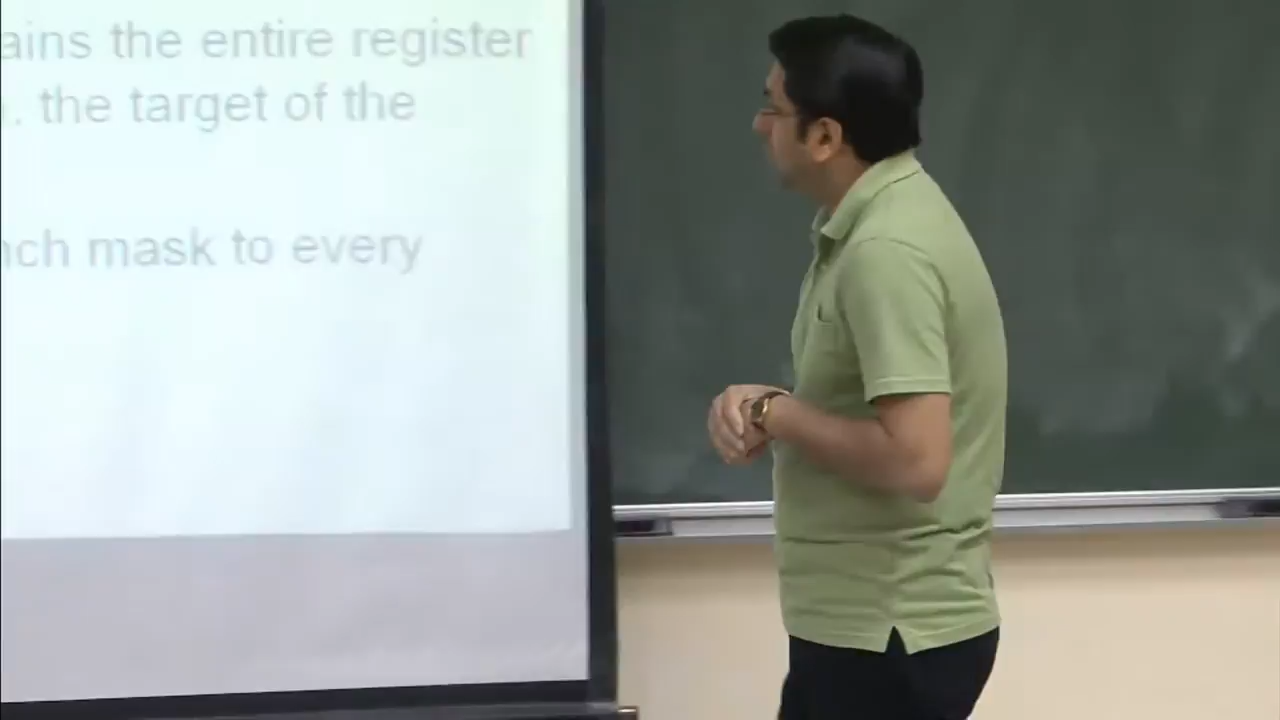 ains the entire register
. the target of the
nch mask to every